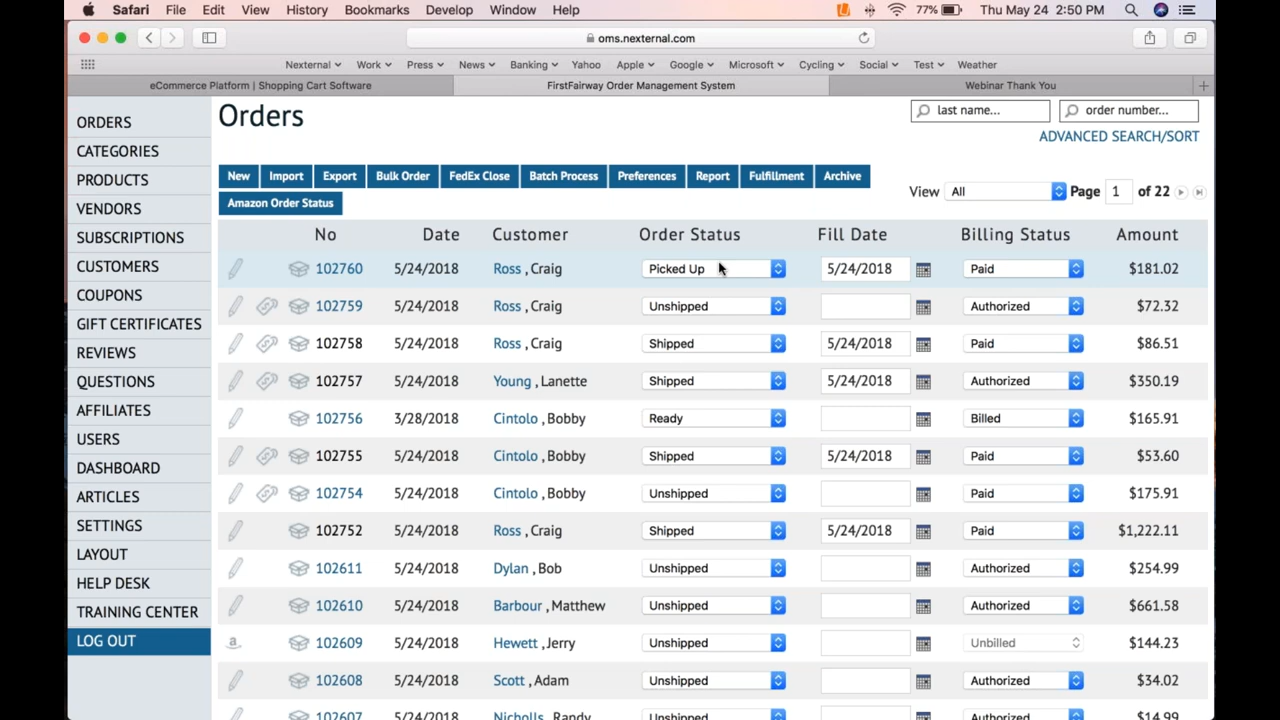 Safari File Edit View History Bookmarks Develop Window Help 77% Thu May 24 2:50 PM
oms.nexternal.com
Nexternal Work Press News Banking Yahoo Apple Google Microsoft Cycling Social Test Weather
eCommerce Platform | Shopping Cart Software FirstFairway Order Management System Webinar Thank You
ORDERS
CATEGORIES
PRODUCTS
VENDORS
SUBSCRIPTIONS
CUSTOMERS
COUPONS
GIFT CERTIFICATES
REVIEWS
QUESTIONS
AFFILIATES
USERS
DASHBOARD
ARTICLES
SETTINGS
LAYOUT
HELP DESK
TRAINING CENTER
LOG OUT
Orders
last name... order number...
ADVANCED SEARCH/SORT
New Import Export Bulk Order FedEx Close Batch Process Preferences Report Fulfillment Archive
Amazon Order Status
View All Page 1 of 22
No Date Customer Order Status Fill Date Billing Status Amount
102760 5/24/2018 Ross , Craig Picked Up 5/24/2018 Paid $181.02
102759 5/24/2018 Ross , Craig Unshipped Authorized $72.32
102758 5/24/2018 Ross , Craig Shipped 5/24/2018 Paid $86.51
102757 5/24/2018 Young , Lanette Shipped 5/24/2018 Authorized $350.19
102756 3/28/2018 Cintolo , Bobby Ready Billed $165.91
102755 5/24/2018 Cintolo , Bobby Shipped 5/24/2018 Paid $53.60
102754 5/24/2018 Cintolo , Bobby Unshipped Paid $175.91
102752 5/24/2018 Ross , Craig Shipped 5/24/2018 Paid $1,222.11
102611 5/24/2018 Dylan , Bob Unshipped Authorized $254.99
102610 5/24/2018 Barbour , Matthew Unshipped Authorized $661.58
102609 5/24/2018 Hewett , Jerry Unshipped Unbilled $144.23
102608 5/24/2018 Scott , Adam Unshipped Authorized $34.02
102607 5/24/2018 Nicholls , Randy Unshipped Authorized $14.99